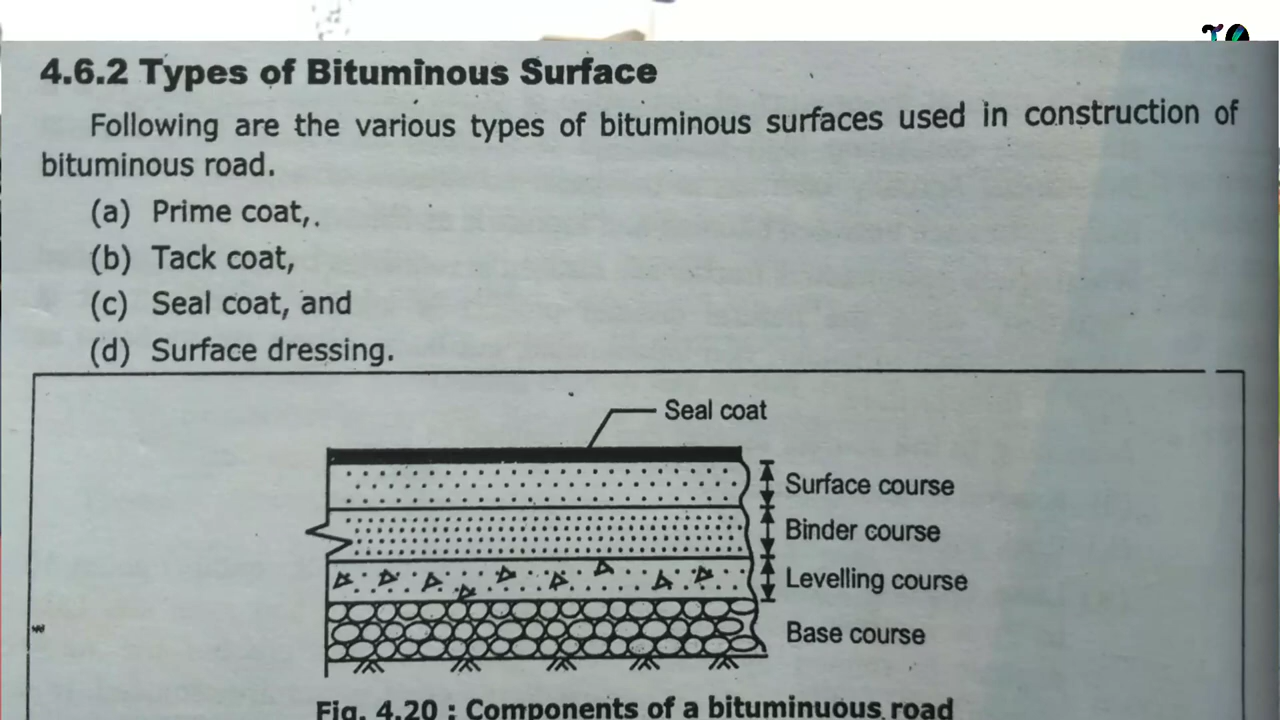 4.6.2 Types of Bituminous Surface
Following are the various types of bituminous surfaces used in construction of
bituminous road.
(a) Prime coat,.
(b) Tack coat,
(c) Seal coat, and
(d) Surface dressing.
Seal coat
Surface course
Binder course
Levelling course
Base course
Fig. 4.20 : Components of a bituminuous road